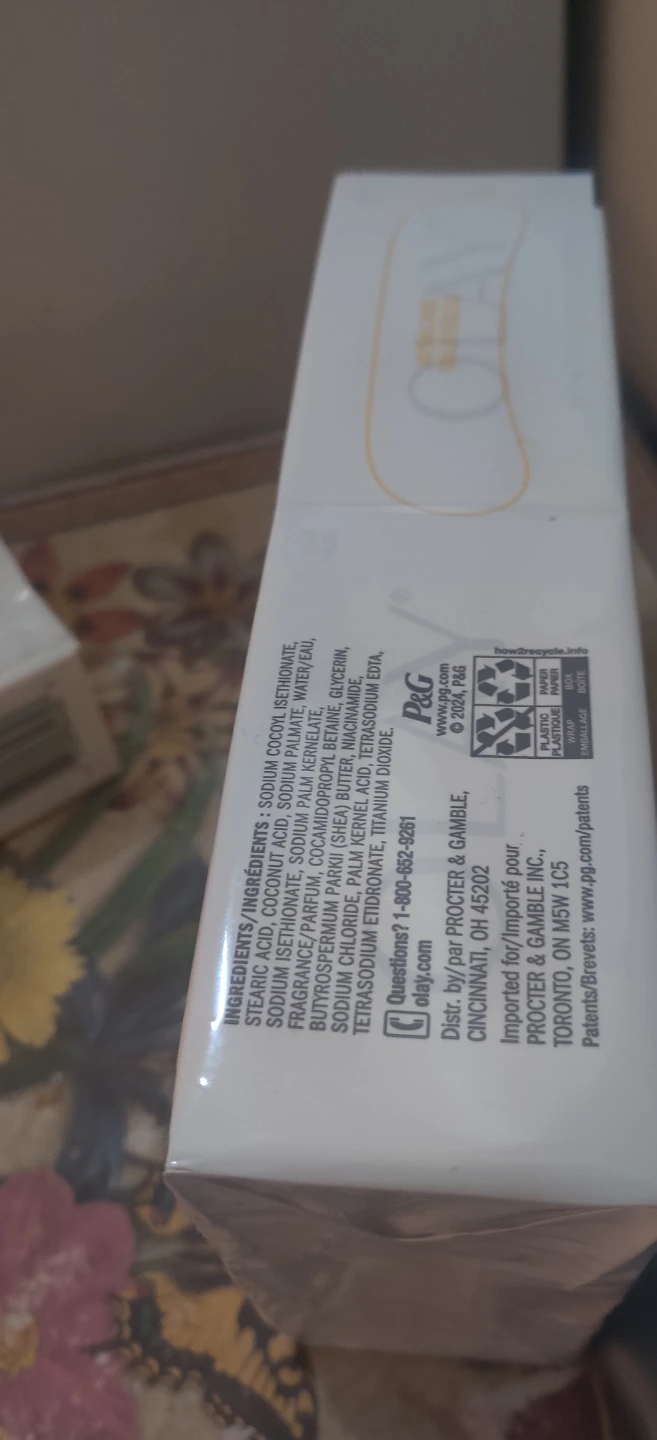 INGREDIENTS/INGRÉDIENTS : SODIUM COCOYL ISETHIONATE,
STEARIC ACID, COCONUT ACID, SODIUM PALMATE, WATER/EAU,
SODIUM ISETHIONATE, SODIUM PALM KERNELATE,
FRAGRANCE/PARFUM, COCAMIDOPROPYL BETAINE, GLYCERIN,
BUTYROSPERMUM PARKII (SHEA) BUTTER, NIACINAMIDE,
SODIUM CHLORIDE, PALM KERNEL ACID, TETRASODIUM EDTA,
TETRASODIUM ETIDRONATE, TITANIUM DIOXIDE.
Questions? 1-800-652-9261
olay.com
Distr. by/par PROCTER & GAMBLE,
CINCINNATI, OH 45202
Imported for/Importé pour
PROCTER & GAMBLE INC.,
TORONTO, ON M5W 1C5
Patents/Brevets: www.pg.com/patents
P&G
www.pg.com
© 2024, P&G
how2recycle.info
PLASTIC
PLASTIQUE
WRAP
EMBALLAGE
PAPER
PAPIER
BOX
BOÎTE
OLAY®
OLAY